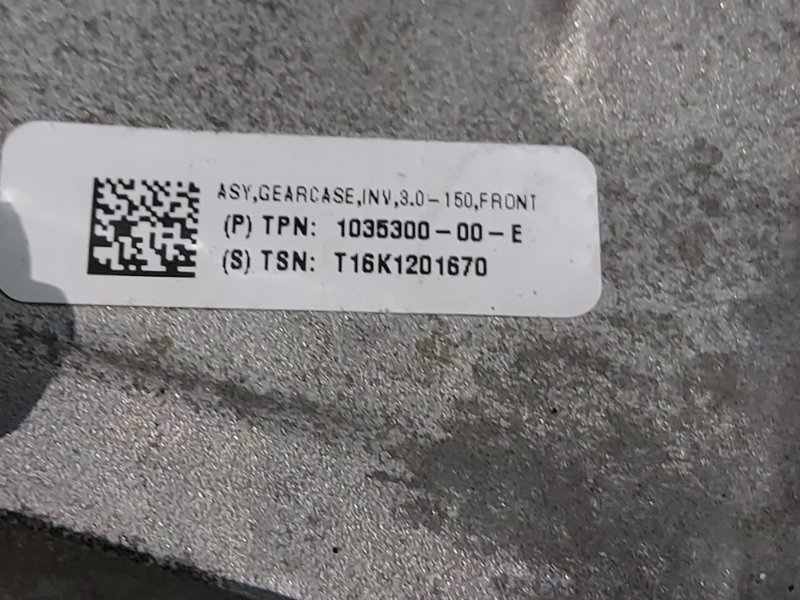 ASY,GEARCASE,INV,3.0-150,FRONT
(P) TPN: 1035300-00-E
(S) TSN: T16K1201670